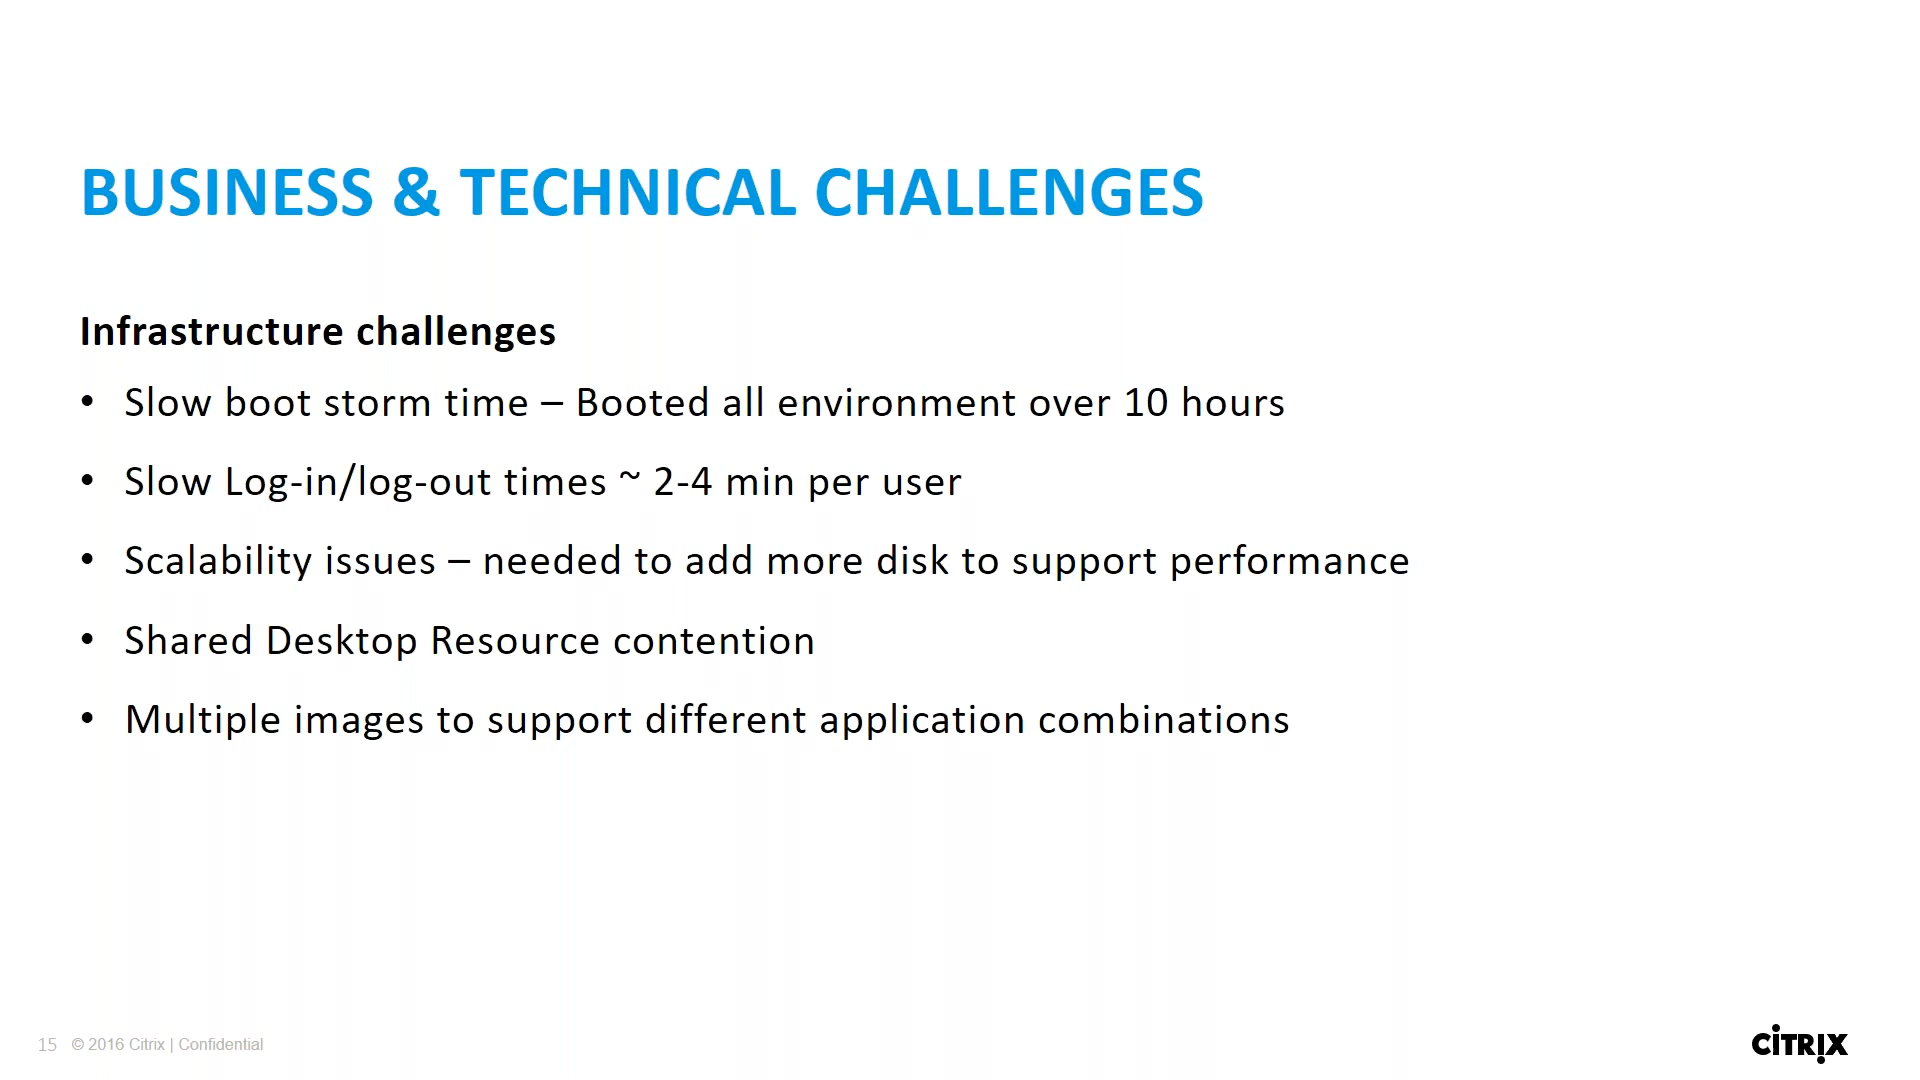 BUSINESS & TECHNICAL CHALLENGES
Infrastructure challenges
• Slow boot storm time – Booted all environment over 10 hours
• Slow Log-in/log-out times ~ 2-4 min per user
• Scalability issues – needed to add more disk to support performance
• Shared Desktop Resource contention
• Multiple images to support different application combinations
15 © 2016 Citrix | Confidential
CİTRIX